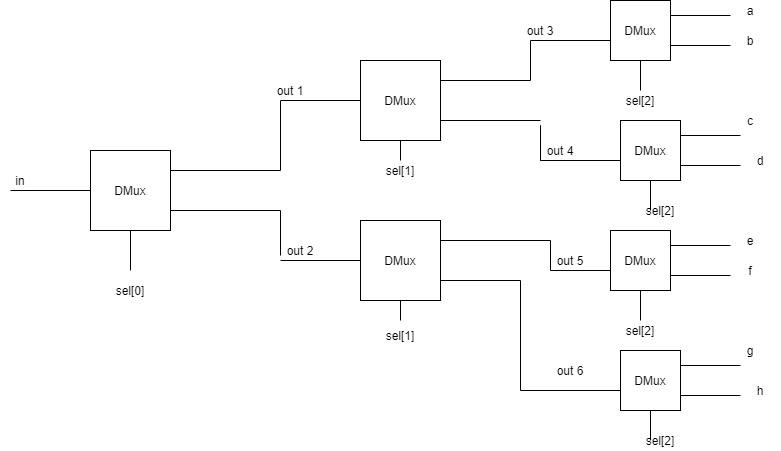 a
out 3
DMux
b
out 1
DMux
sel[2]
c
out 4
DMux
d
sel[1]
in
DMux
sel[2]
out 2
DMux
e
out 5
DMux
f
sel[0]
sel[1]
sel[2]
g
out 6
DMux
h
sel[2]